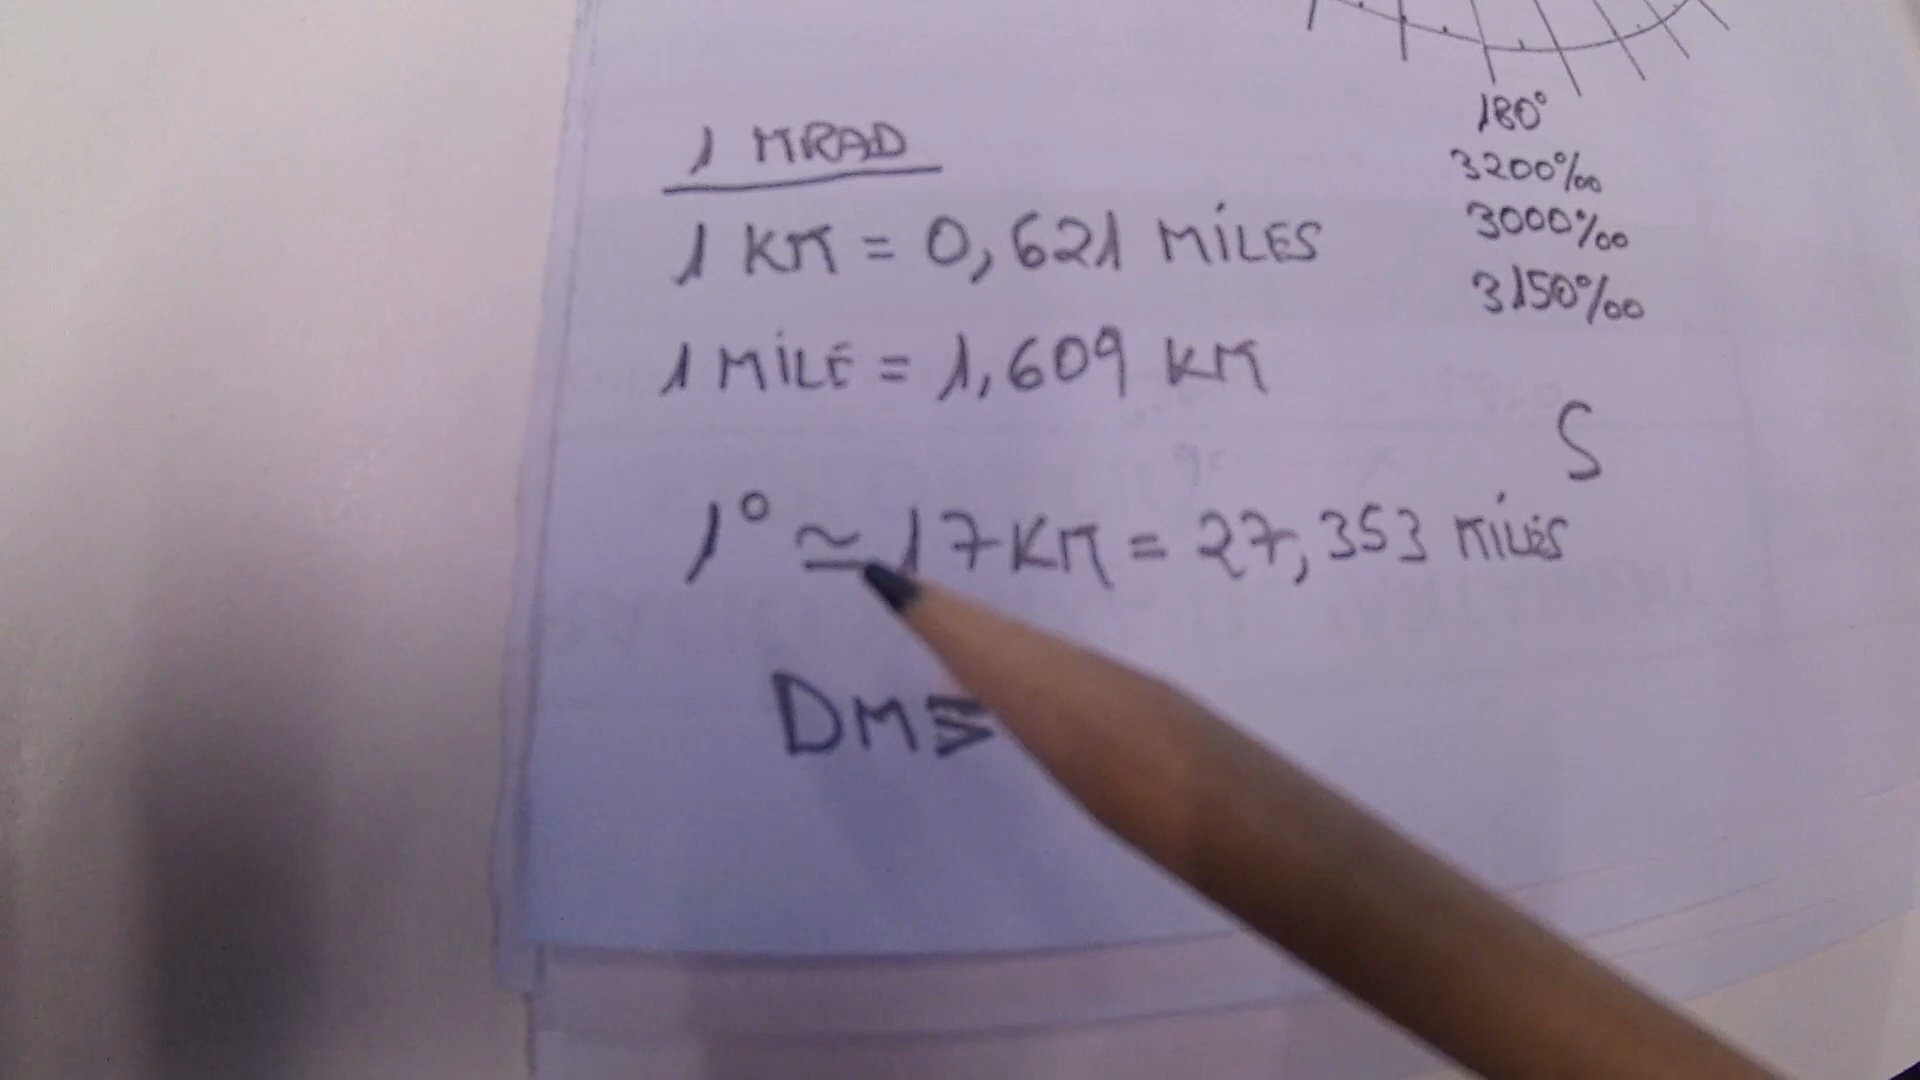 180°
1 MRAD
3200‰
1 KM = 0,621 MiLES
3000‰
3150‰
1 MiLE = 1,609 KM
S
1° ≃ 17 KM = 27,353 MiLES
DM